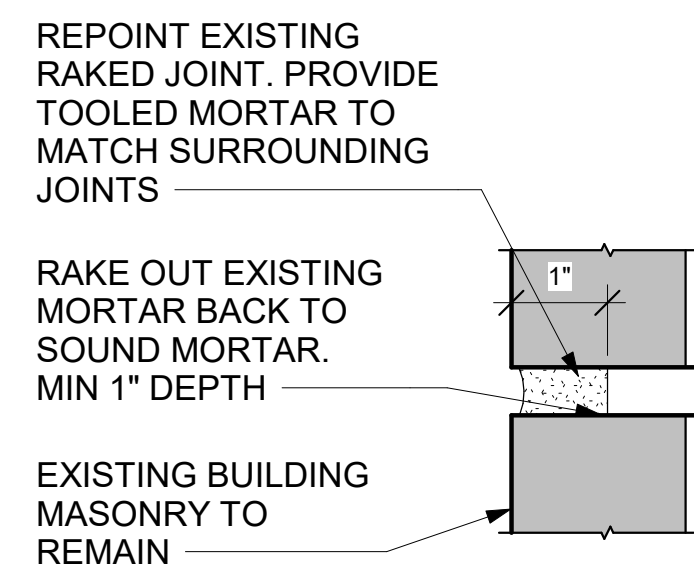 REPOINT EXISTING
RAKED JOINT. PROVIDE
TOOLED MORTAR TO
MATCH SURROUNDING
JOINTS
1"
RAKE OUT EXISTING
MORTAR BACK TO
SOUND MORTAR.
MIN 1" DEPTH
EXISTING BUILDING
MASONRY TO
REMAIN